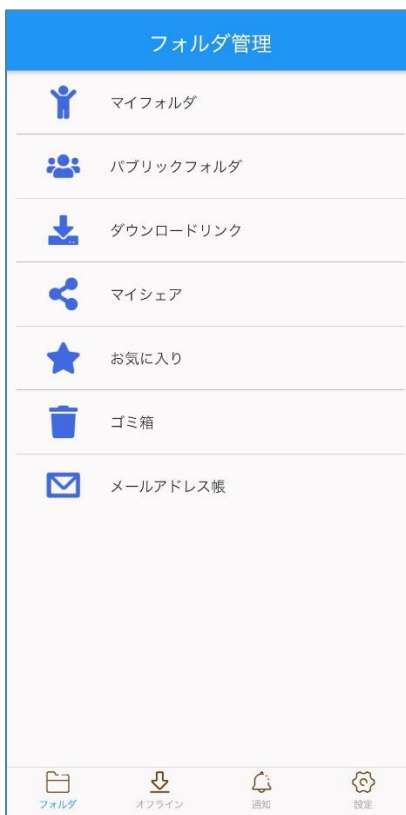 フォルダ管理
マイフォルダ
パブリックフォルダ
ダウンロードリンク
マイシェア
お気に入り
ゴミ箱
メールアドレス帳
フォルダ
オフライン
通知
設定